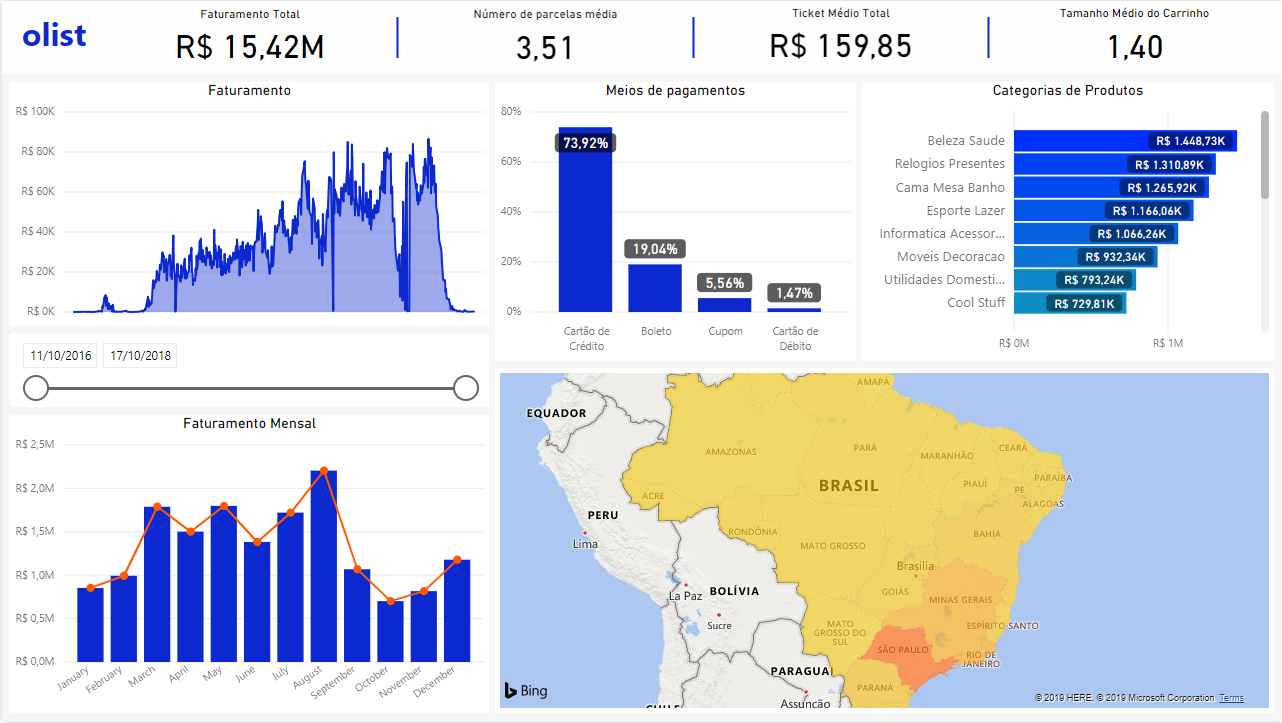 olist
Faturamento Total
R$ 15,42M
Número de parcelas média
3,51
Ticket Médio Total
R$ 159,85
Tamanho Médio do Carrinho
1,40
Faturamento
R$ 100K
R$ 80K
R$ 60K
R$ 40K
R$ 20K
R$ 0K
11/10/2016
17/10/2018
Faturamento Mensal
R$ 2,5M
R$ 2,0M
R$ 1,5M
R$ 1,0M
R$ 0,5M
R$ 0,0M
January
February
March
April
May
June
July
August
September
October
November
December
Meios de pagamentos
80%
60%
40%
20%
0%
73,92%
19,04%
5,56%
1,47%
Cartão de
Crédito
Boleto
Cupom
Cartão de
Débito
Categorias de Produtos
Beleza Saude
R$ 1.448,73K
Relogios Presentes
R$ 1.310,89K
Cama Mesa Banho
R$ 1.265,92K
Esporte Lazer
R$ 1.166,06K
Informatica Acessor...
R$ 1.066,26K
Moveis Decoracao
R$ 932,34K
Utilidades Domesti...
R$ 793,24K
Cool Stuff
R$ 729,81K
R$ 0M
R$ 1M
AMAPÁ
EQUADOR
AMAZONAS
PARÁ
MARANHÃO
CEARÁ
BRASIL
PIAUÍ
PARAÍBA
PE
ALAGOAS
ACRE
PERU
RONDÔNIA
BAHIA
Lima
MATO GROSSO
Brasília
La Paz
BOLÍVIA
GOIÁS
MINAS GERAIS
Sucre
MATO
GROSSO DO
SUL
ESPÍRITO SANTO
SÃO PAULO
RIO DE
JANEIRO
PARAGUAI
PARANÁ
Bing
Assunção
CHILE
© 2019 HERE, © 2019 Microsoft Corporation Terms